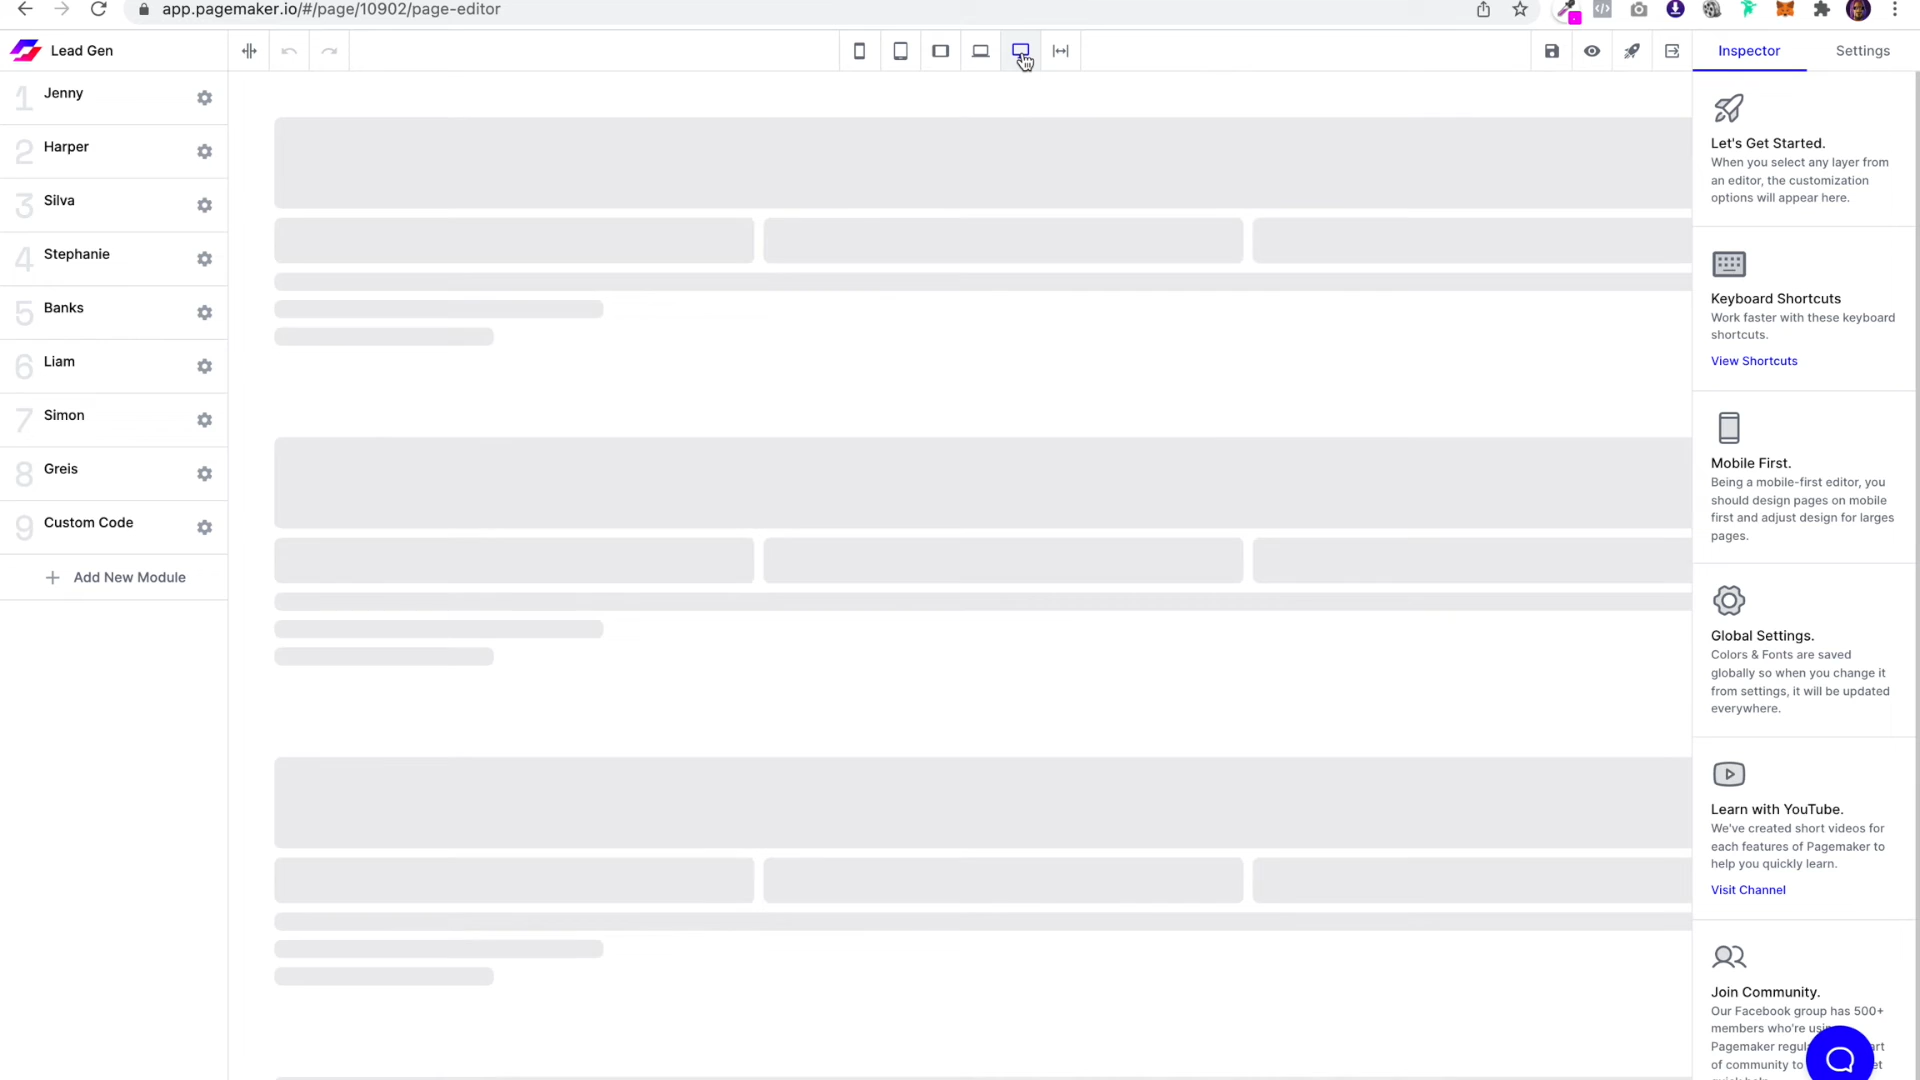 app.pagemaker.io/#/page/10902/page-editor
Lead Gen
Inspector
Settings
1 Jenny
2 Harper
3 Silva
4 Stephanie
5 Banks
6 Liam
7 Simon
8 Greis
9 Custom Code
Add New Module
Let's Get Started.
When you select any layer from
an editor, the customization
options will appear here.
Keyboard Shortcuts
Work faster with these keyboard
shortcuts.
View Shortcuts
Mobile First.
Being a mobile-first editor, you
should design pages on mobile
first and adjust design for larges
pages.
Global Settings.
Colors & Fonts are saved
globally so when you change it
from settings, it will be updated
everywhere.
Learn with YouTube.
We've created short videos for
each features of Pagemaker to
help you quickly learn.
Visit Channel
Join Community.
Our Facebook group has 500+
members who're
Pagemaker
of community to